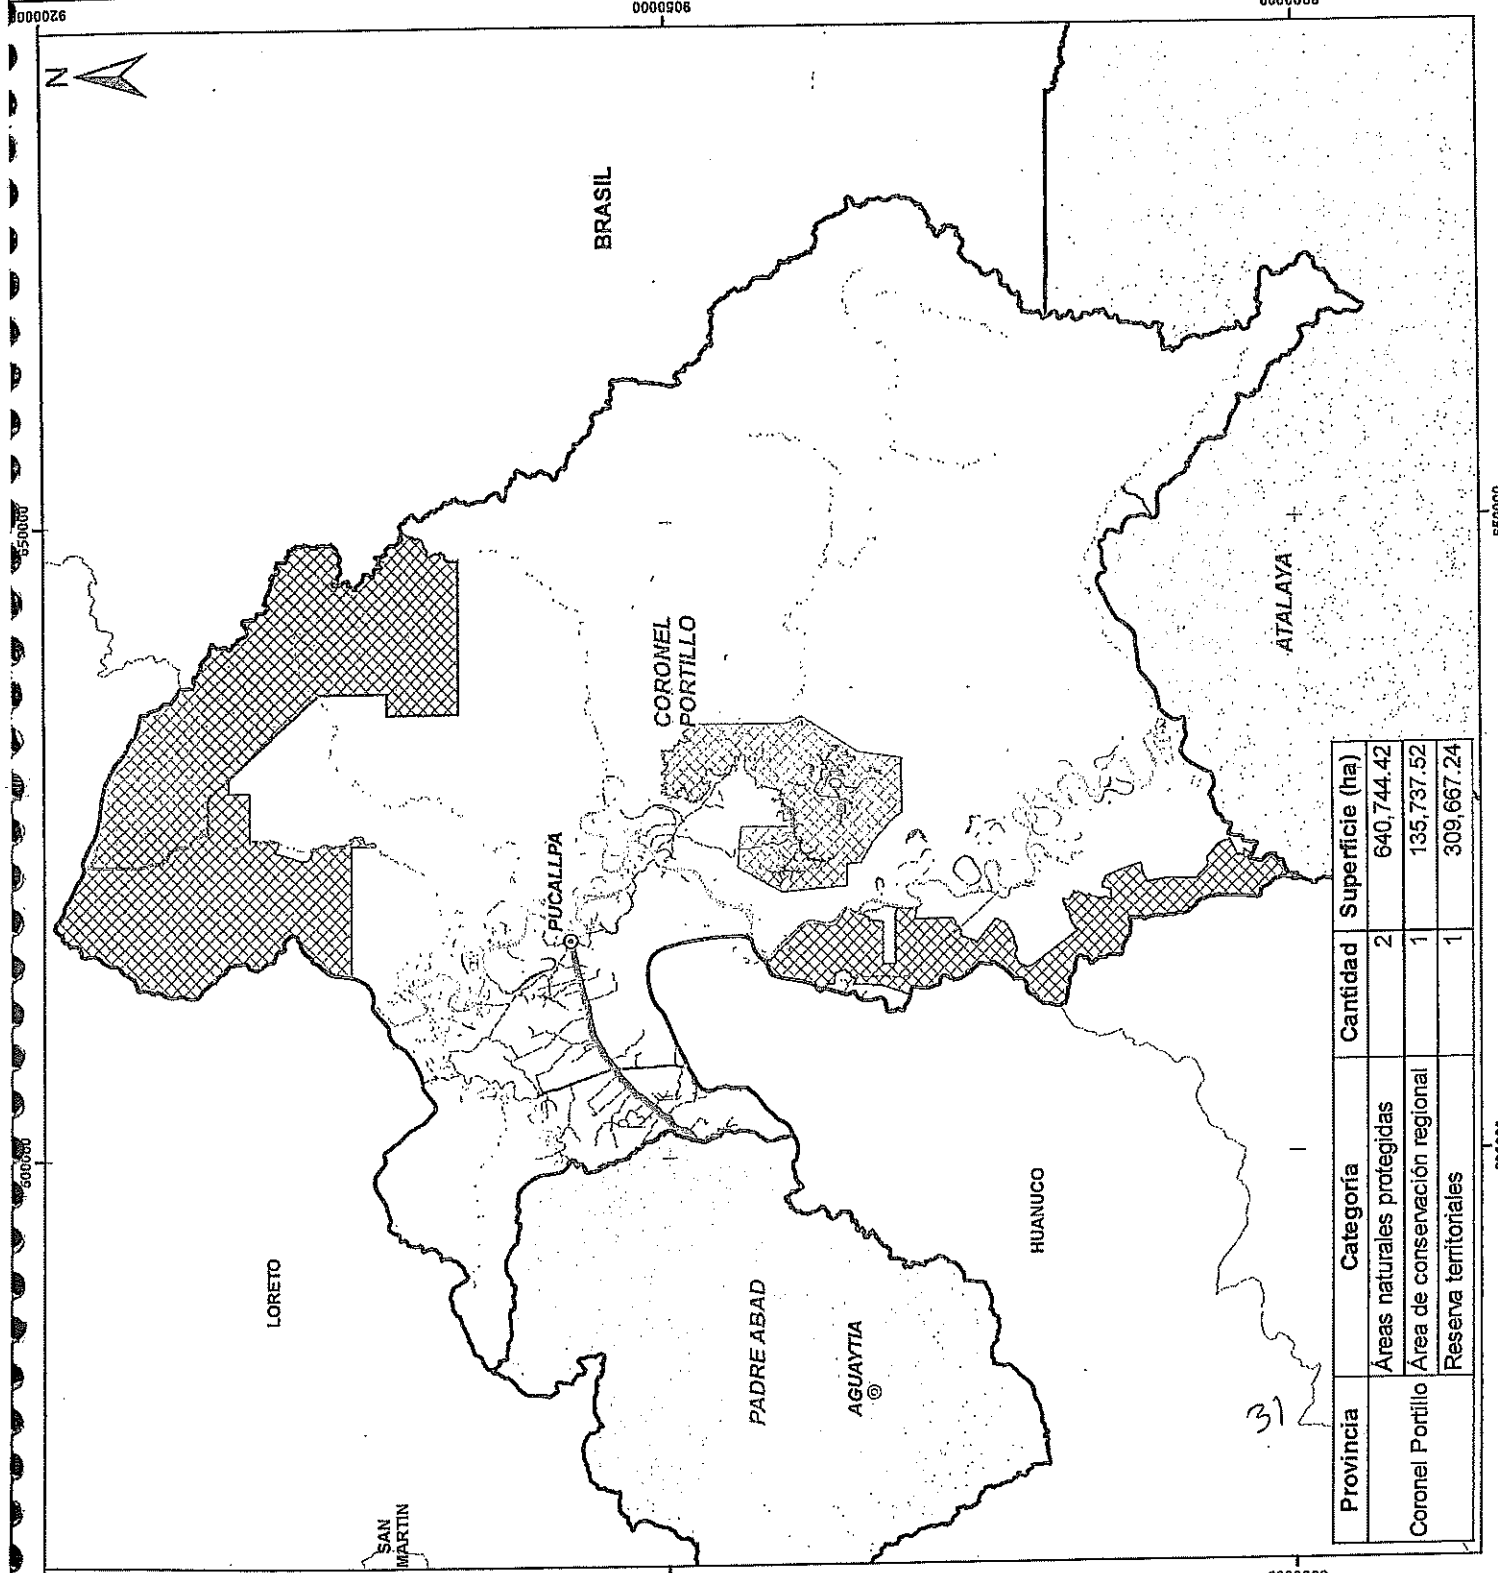 9200000
9050000
N
BRASIL
550000
CORONEL
PORTILLO
PUCALLPA
ATALAYA
500000
LORETO
PADRE ABAD
AGUAYTIA
HUANUCO
SAN
MARTIN
31
Provincia Categoría Cantidad Superficie (ha)
Áreas naturales protegidas 2 640,744.42
Coronel Portillo Área de conservación regional 1 135,737.52
Reserva territoriales 1 309,667.24